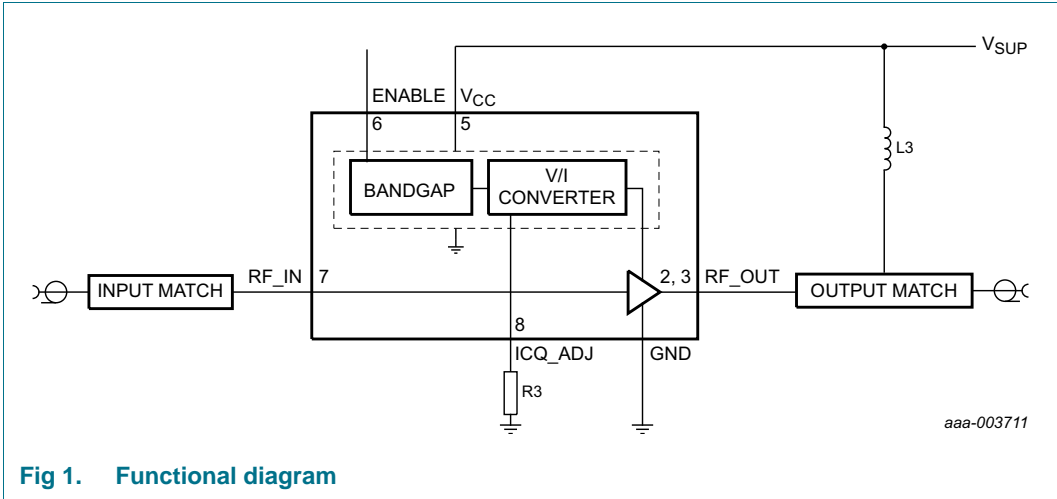 V_SUP
ENABLE V_CC
6 5
L3
BANDGAP
V/I
CONVERTER
INPUT MATCH
RF_IN 7
2, 3 RF_OUT
OUTPUT MATCH
8
ICQ_ADJ
GND
R3
aaa-003711
Fig 1. Functional diagram